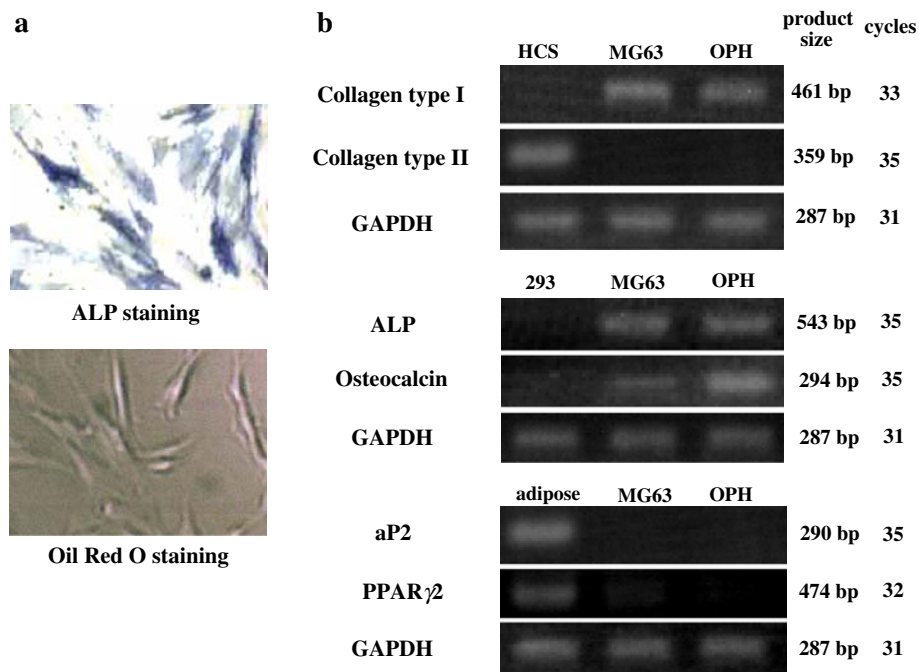 a
ALP staining
Oil Red O staining
b
product size
cycles
HCS MG63 OPH
Collagen type I 461 bp 33
Collagen type II 359 bp 35
GAPDH 287 bp 31
293 MG63 OPH
ALP 543 bp 35
Osteocalcin 294 bp 35
GAPDH 287 bp 31
adipose MG63 OPH
aP2 290 bp 35
PPARγ2 474 bp 32
GAPDH 287 bp 31